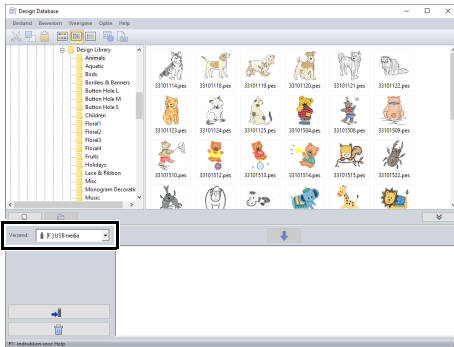 Design Database
Bestand Bewerken Weergave Optie Help
Design Library
Animals
Aquatic
Birds
Borders & Banners
Button Hole L
Button Hole M
Button Hole S
Children
Floral1
Floral2
Floral3
Floral4
Fruits
Holidays
Lace & Ribbon
Misc
Monogram Decorati
Music
33101114.pes 33101118.pes 33101119.pes 33101120.pes 33101121.pes 33101122.pes
33101123.pes 33101124.pes 33101125.pes 33101504.pes 33101508.pes 33101509.pes
33101510.pes 33101512.pes 33101513.pes 33101514.pes 33101515.pes 33101522.pes
Verzend: [F:] USB-media
F1 indrukken voor Help